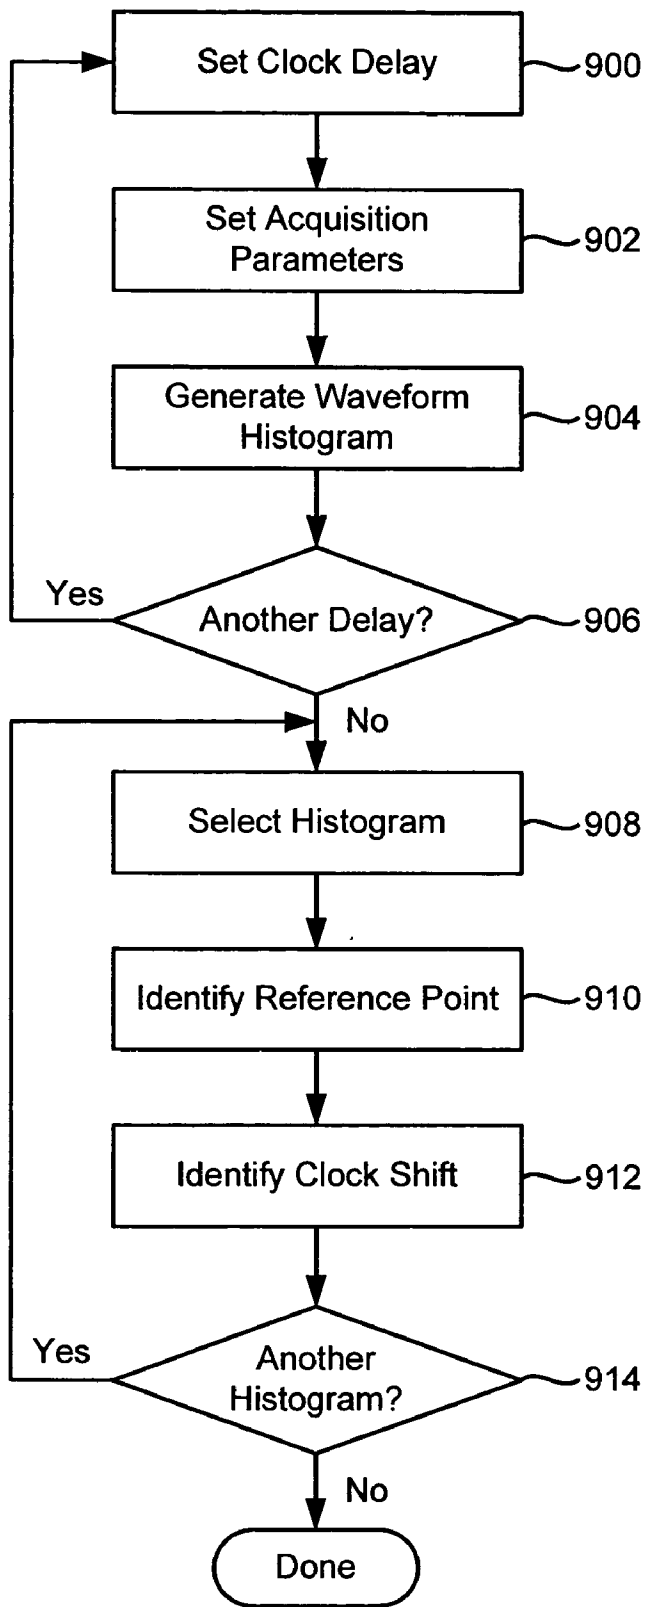 Set Clock Delay
900
Set Acquisition
Parameters
902
Generate Waveform
Histogram
904
Yes
Another Delay?
906
No
Select Histogram
908
Identify Reference Point
910
Identify Clock Shift
912
Yes
Another
Histogram?
914
No
Done